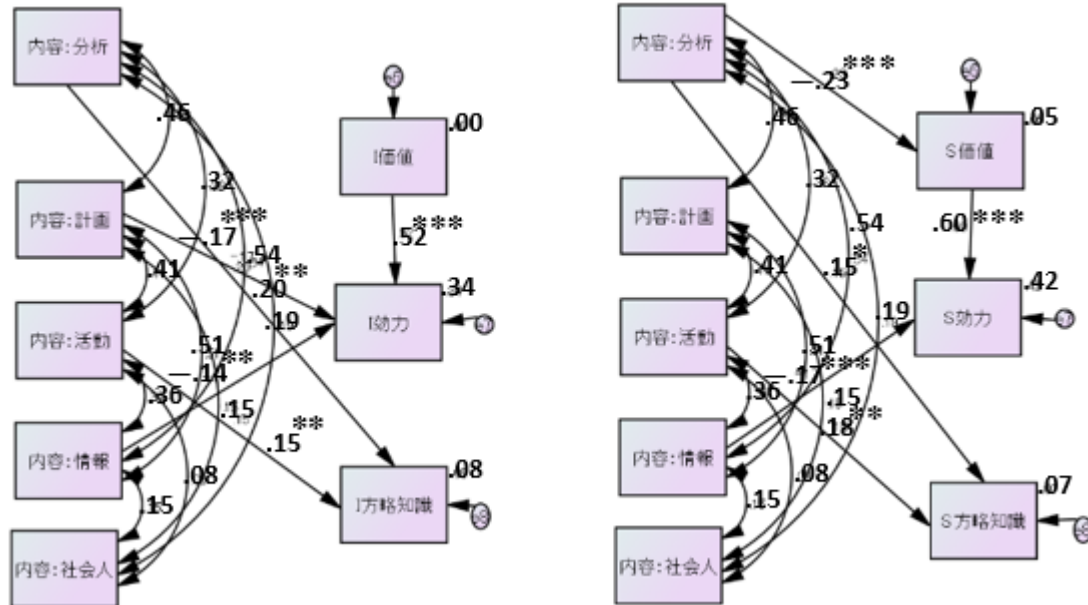 内容:分析
内容:計画
内容:活動
内容:情報
内容:社会人
.46
.32
***
—.17
.54
**
.41
.20
.19
.51
**
—.14
.36
.15
**
.15
.08
.15
.00
I価値
***
.52
.34
I効力
.08
I方略知識
内容:分析
内容:計画
内容:活動
内容:情報
内容:社会人
—.23
***
.46
.32
.54
*
.41
.15
.19
.51
***
—.17
.36
.15
**
.18
.08
.15
.05
S価値
.60
***
.42
S効力
.07
S方略知識